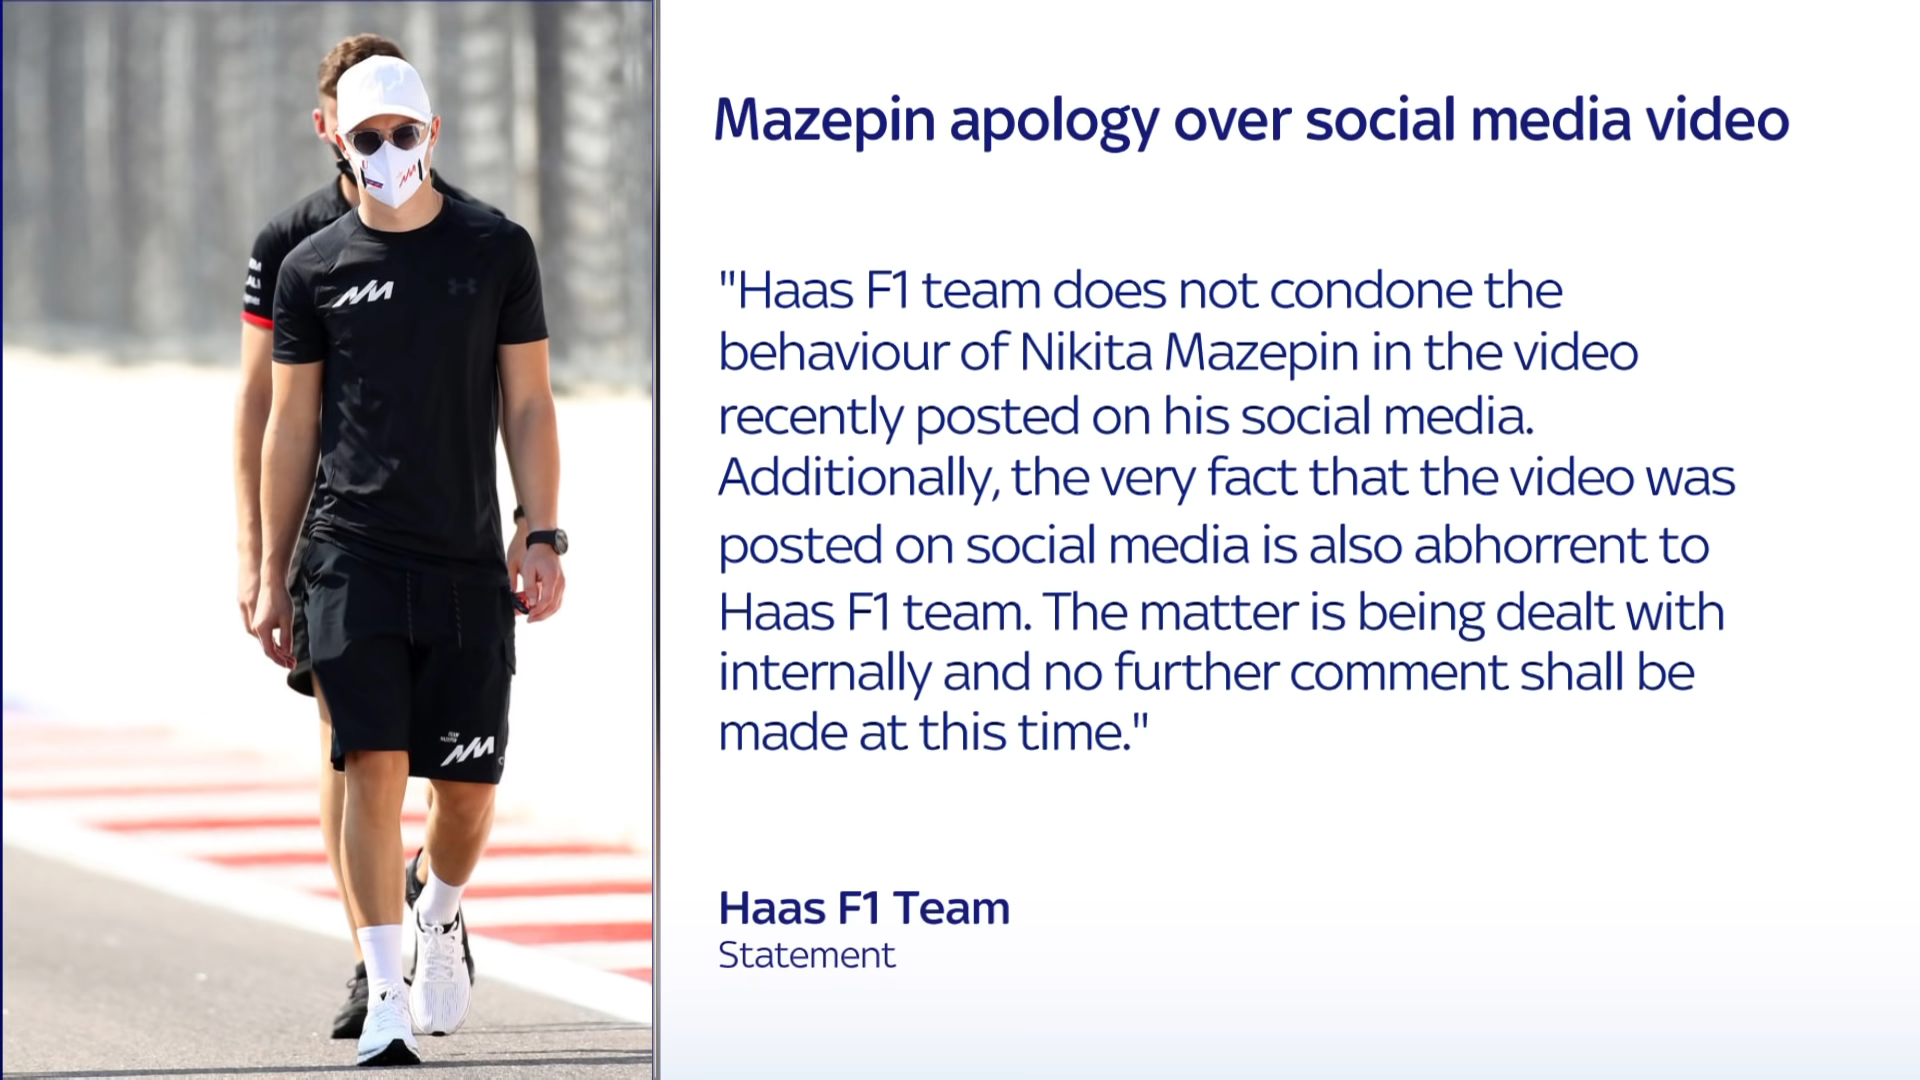 Mazepin apology over social media video
"Haas F1 team does not condone the
behaviour of Nikita Mazepin in the video
recently posted on his social media.
Additionally, the very fact that the video was
posted on social media is also abhorrent to
Haas F1 team. The matter is being dealt with
internally and no further comment shall be
made at this time."
Haas F1 Team
Statement